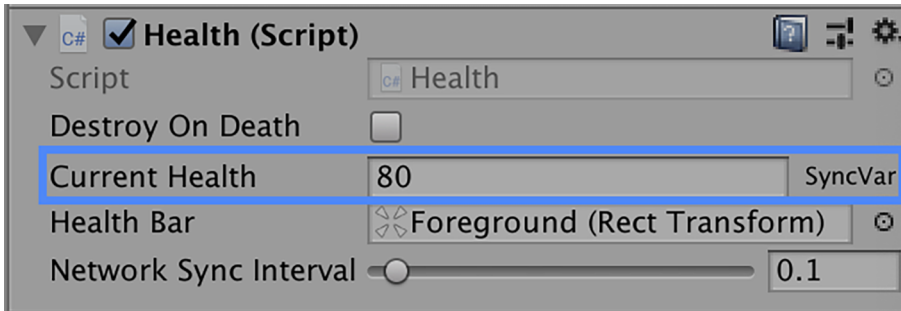 C# Health (Script)
Script C# Health
Destroy On Death
Current Health 80 SyncVar
Health Bar Foreground (Rect Transform)
Network Sync Interval 0.1